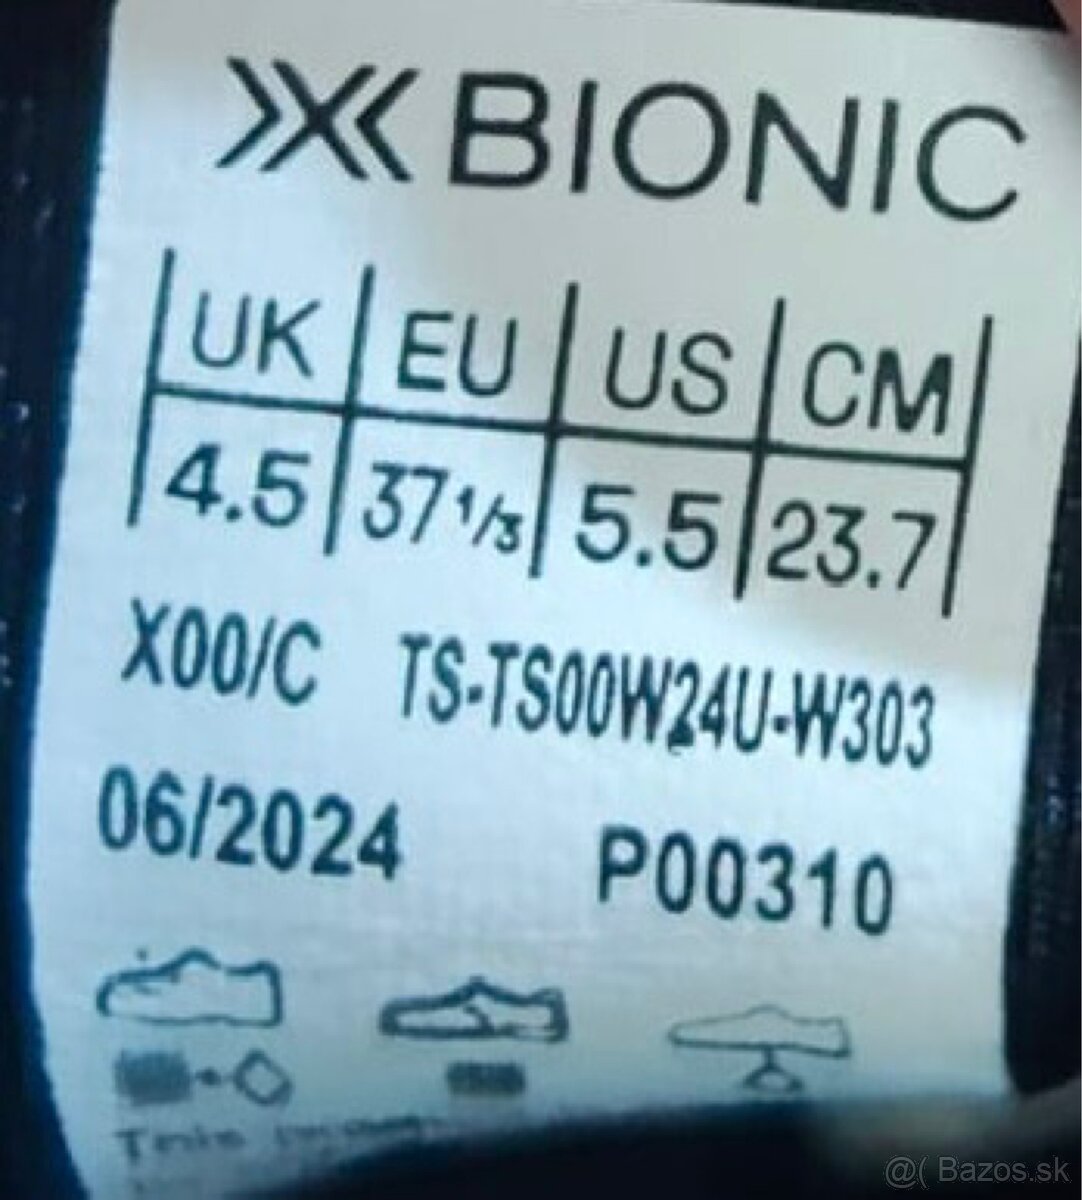 X BIONIC
UK EU US CM
4.5 37 1/3 5.5 23.7
X00/C TS-TS00W24U-W303
06/2024 P00310
@( Bazos.sk